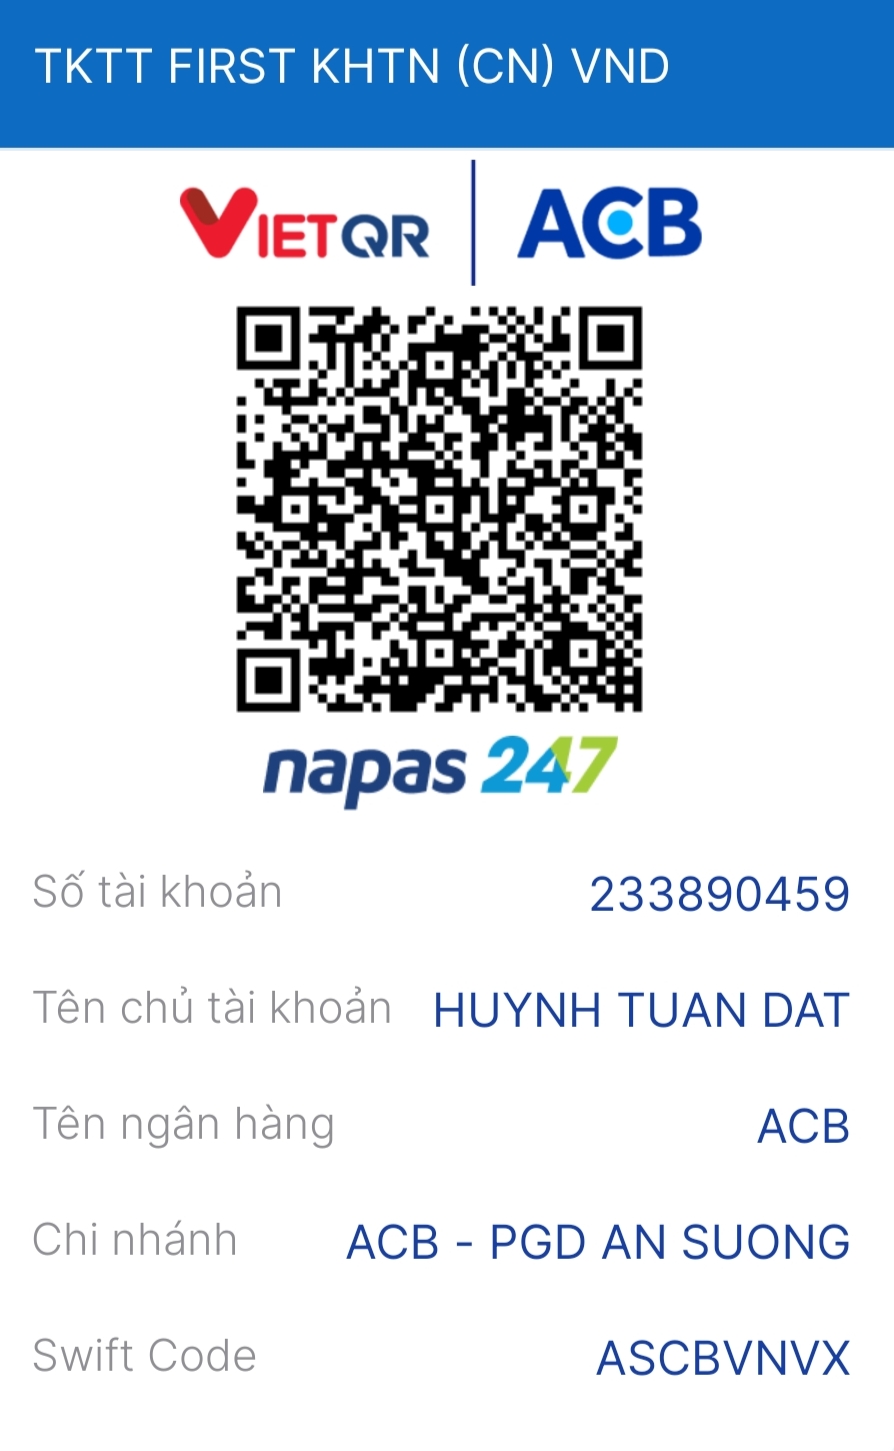 TKTT FIRST KHTN (CN) VND
VIETQR ACB
napas 247
Số tài khoản 233890459
Tên chủ tài khoản HUYNH TUAN DAT
Tên ngân hàng ACB
Chi nhánh ACB - PGD AN SUONG
Swift Code ASCBVNVX